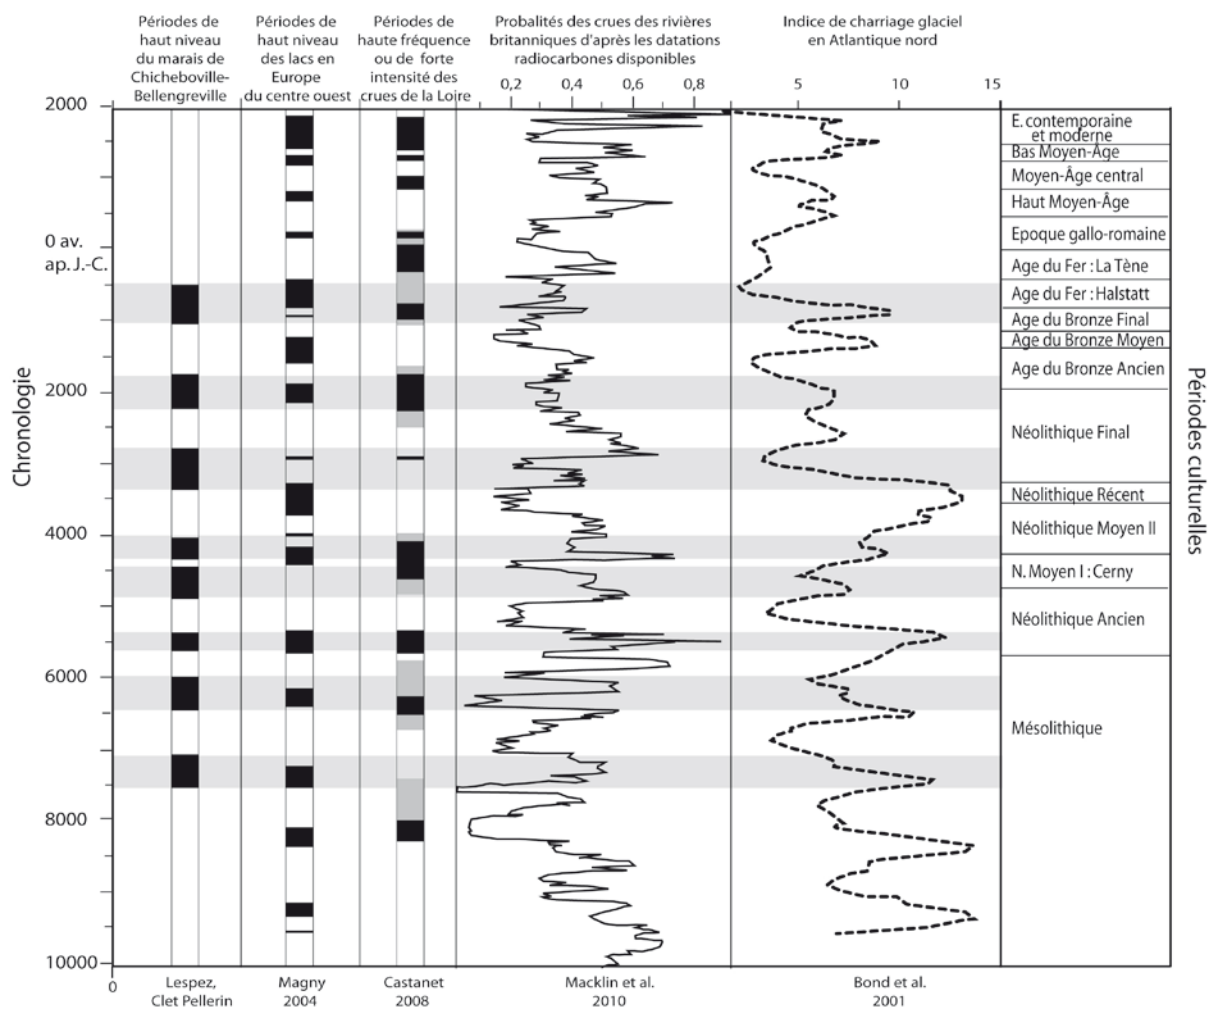 Périodes de
haut niveau
du marais de
Chicheboville-
Bellengreville
Périodes de
haut niveau
des lacs en
Europe
du centre ouest
Périodes de
haute fréquence
ou de forte
intensité des
crues de la Loire
Probalités des crues des rivières
britanniques d'après les datations
radiocarbones disponibles
0,2 0,4 0,6 0,8
Indice de charriage glaciel
en Atlantique nord
5 10 15
Chronologie
2000
0 av.
ap. J.-C.
2000
4000
6000
8000
10000
0
E. contemporaine
et moderne
Bas Moyen-Âge
Moyen-Âge central
Haut Moyen-Âge
Epoque gallo-romaine
Age du Fer : La Tène
Age du Fer : Halstatt
Age du Bronze Final
Age du Bronze Moyen
Age du Bronze Ancien
Néolithique Final
Néolithique Récent
Néolithique Moyen II
N. Moyen I : Cerny
Néolithique Ancien
Mésolithique
Périodes culturelles
Lespez,
Clet Pellerin
Magny
2004
Castanet
2008
Macklin et al.
2010
Bond et al.
2001